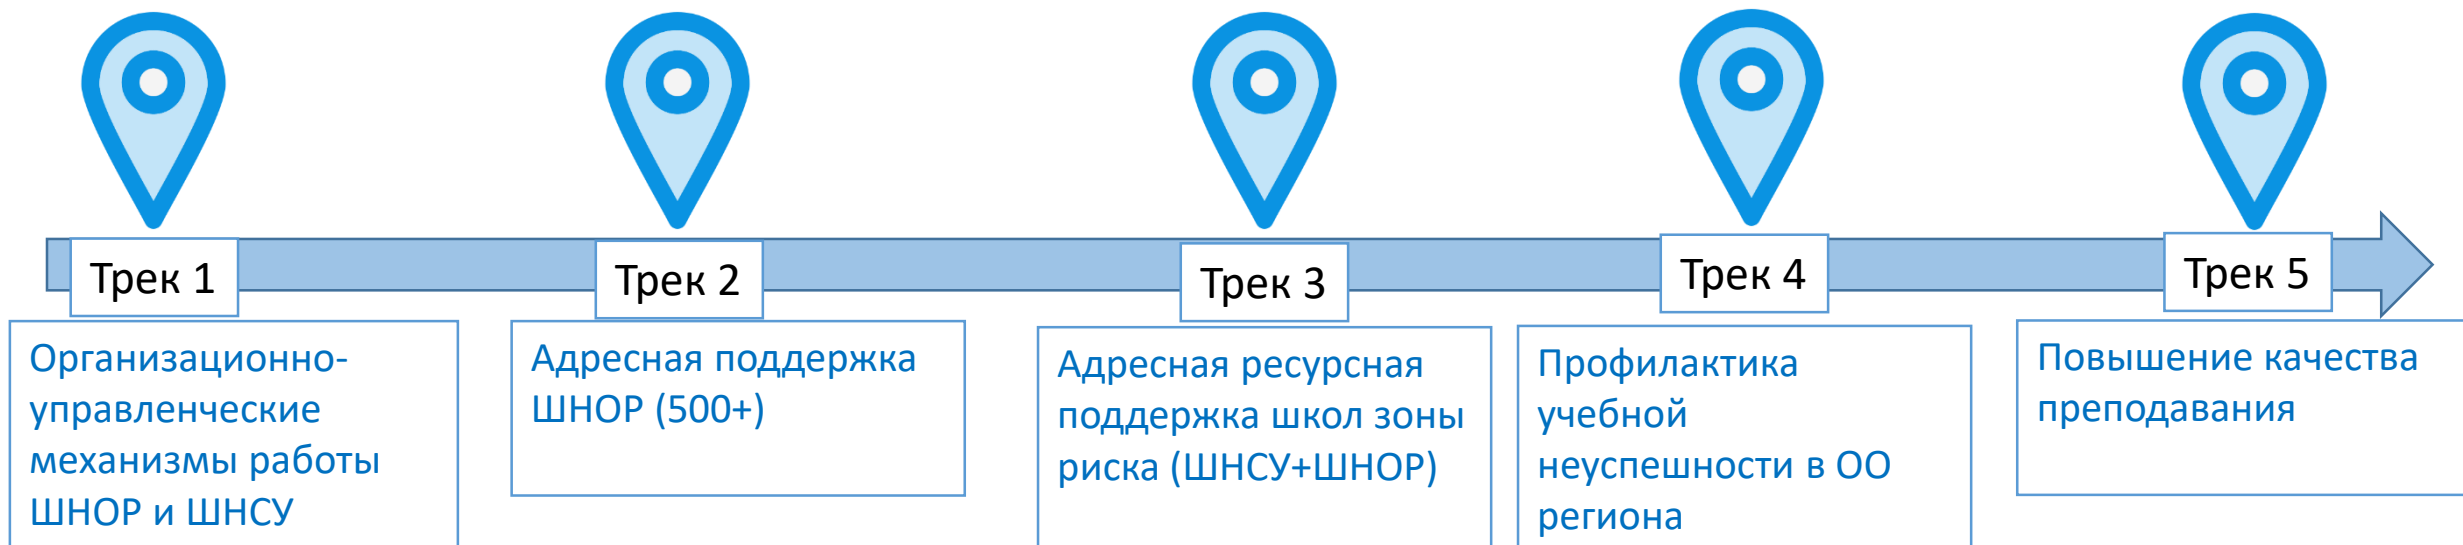 Трек 1
Трек 2
Трек 3
Трек 4
Трек 5
Организационно-
управленческие
механизмы работы
ШНОР и ШНСУ
Адресная поддержка
ШНОР (500+)
Адресная ресурсная
поддержка школ зоны
риска (ШНСУ+ШНОР)
Профилактика
учебной
неуспешности в ОО
региона
Повышение качества
преподавания